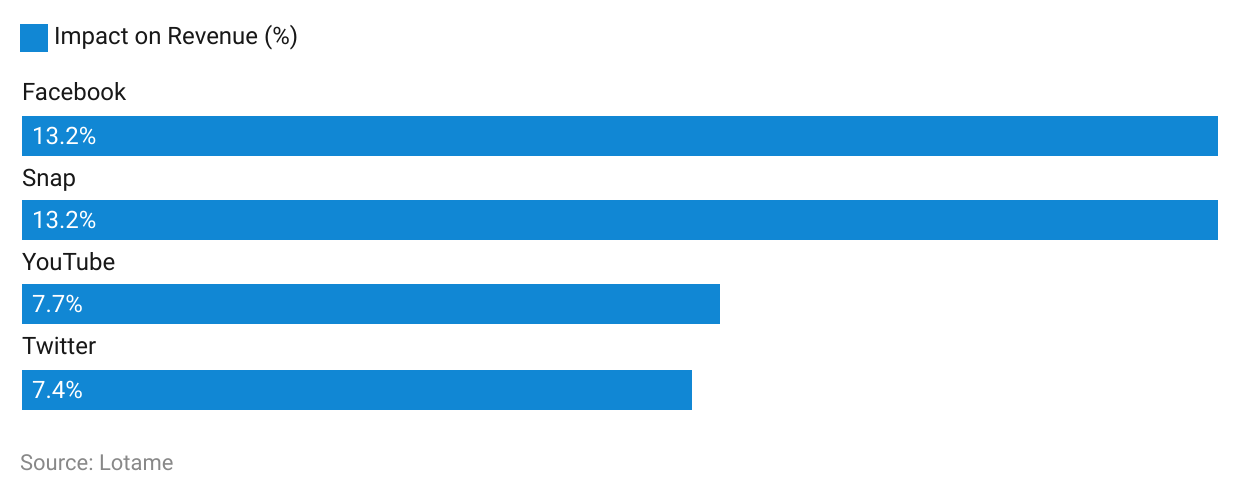 Impact on Revenue (%)
Facebook
13.2%
Snap
13.2%
YouTube
7.7%
Twitter
7.4%
Source: Lotame